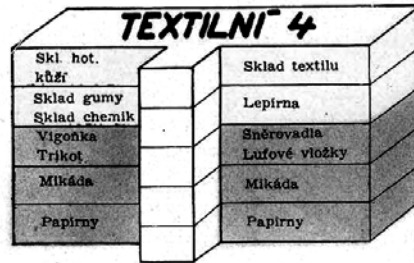 TEXTILNÍ 4
Skl. hot.
kůží
Sklad gumy
Sklad chemik
Vigoňka
Trikot
Mikáda
Papírny
Sklad textilu
Lepírna
Sněrovadla
Lufové vložky
Mikáda
Papírny